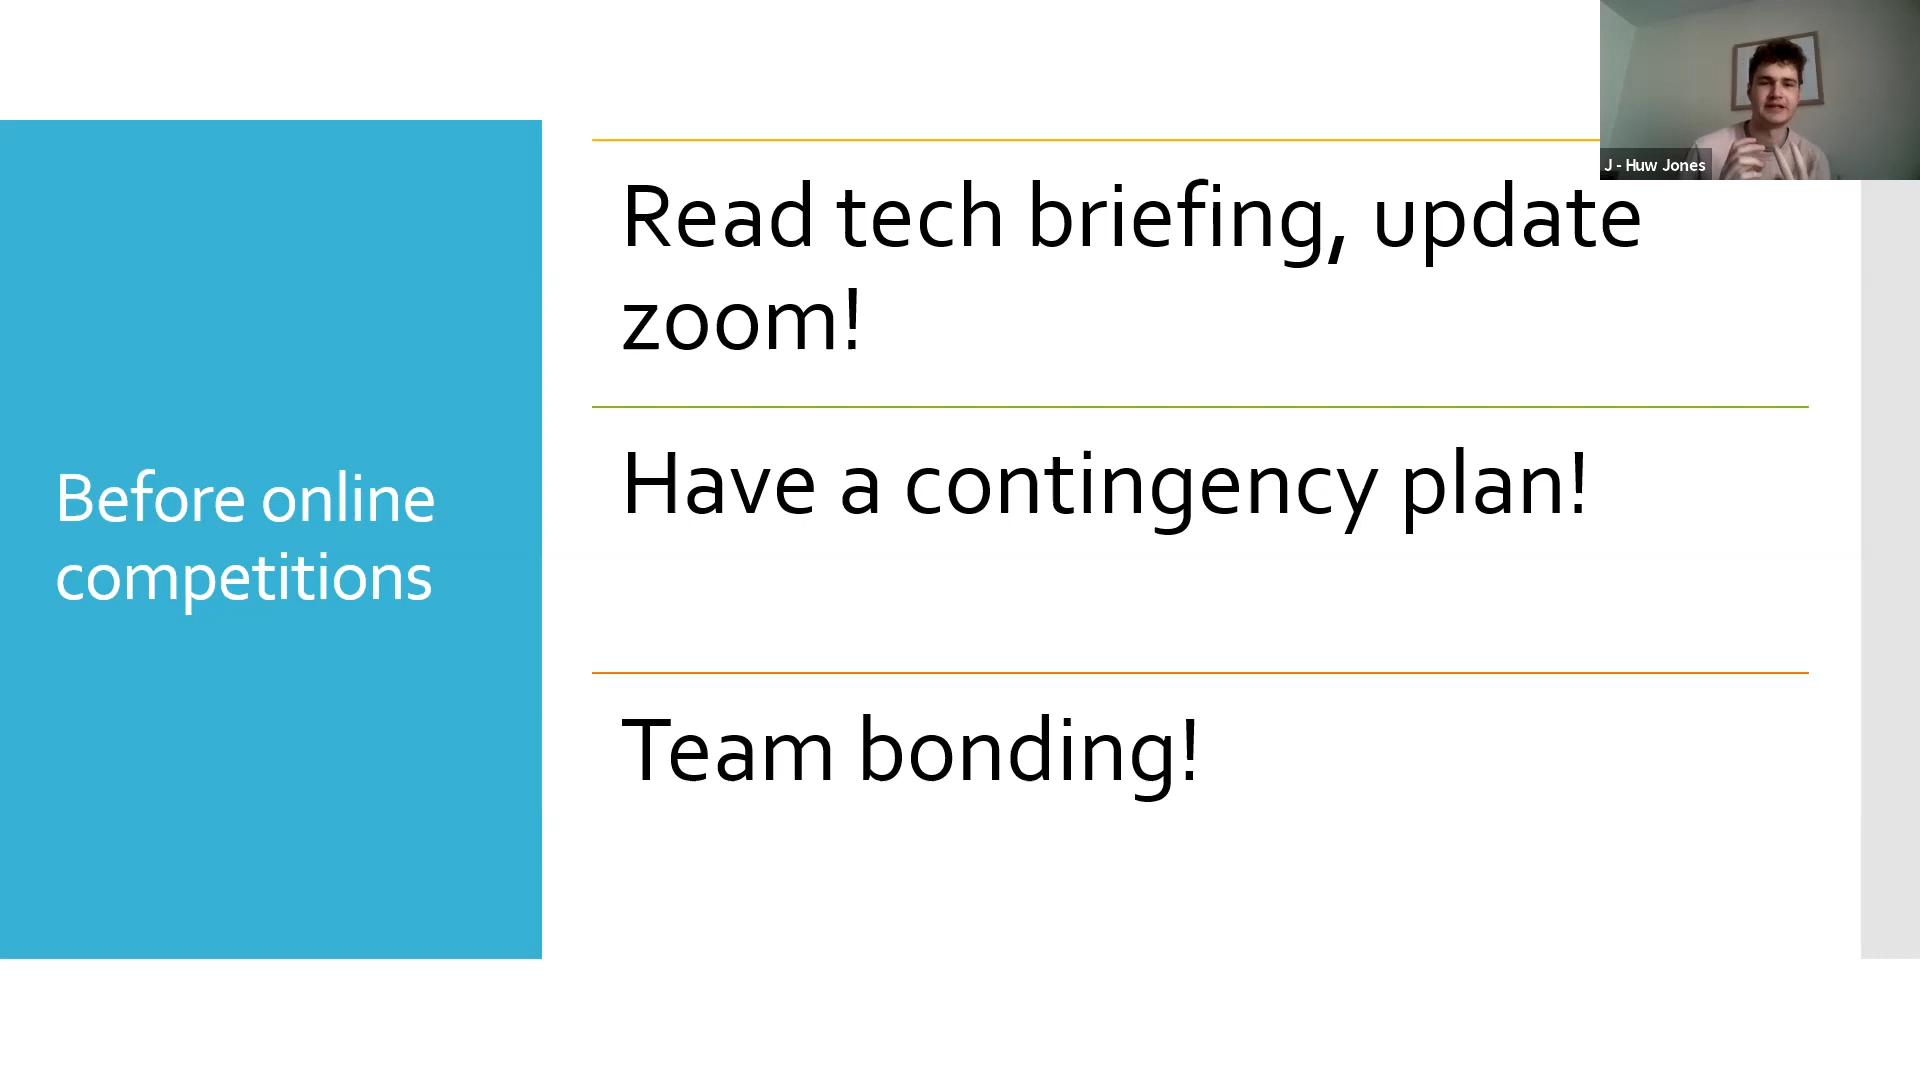 Before online
competitions
Read tech briefing, update
zoom!
Have a contingency plan!
Team bonding!
J - Huw Jones